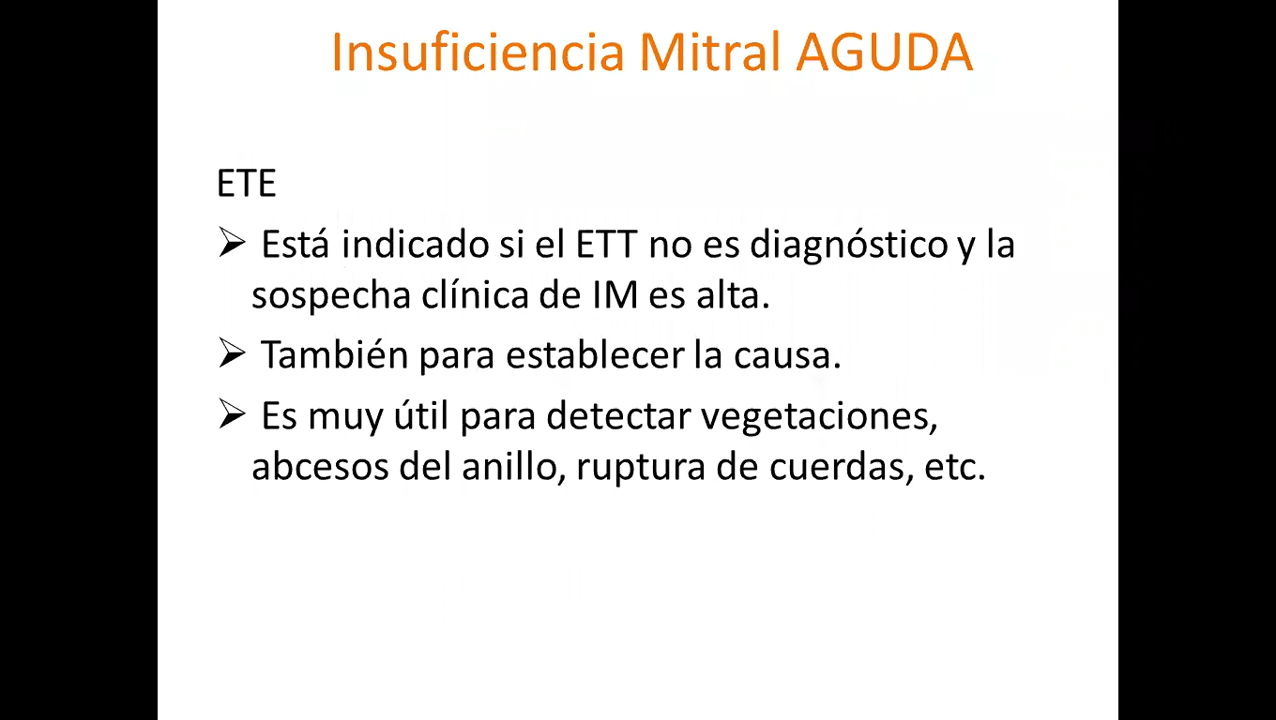 Insuficiencia Mitral AGUDA
ETE
➢ Está indicado si el ETT no es diagnóstico y la
sospecha clínica de IM es alta.
➢ También para establecer la causa.
➢ Es muy útil para detectar vegetaciones,
abcesos del anillo, ruptura de cuerdas, etc.